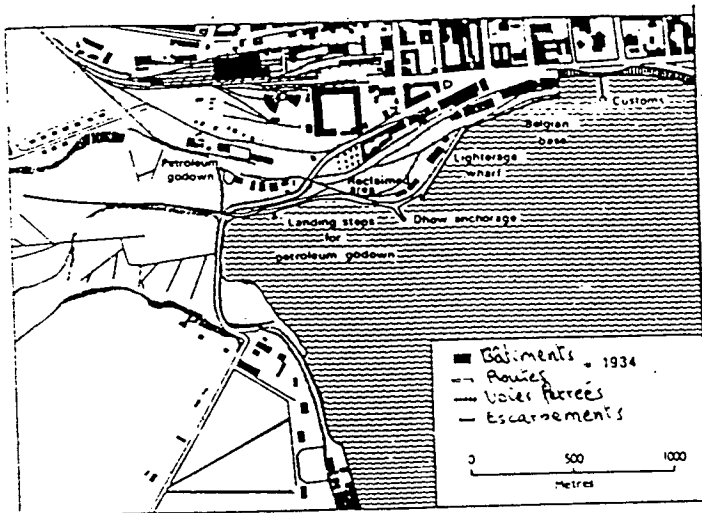 Customs
Belgian
base
Lighterage
wharf
Petroleum
godown
Reclaimed
area
Landing steps
for
petroleum godown
Dhow anchorage
Bâtiments
1934
Routes
Voies ferrées
Escarpements
0 500 1000
Metres